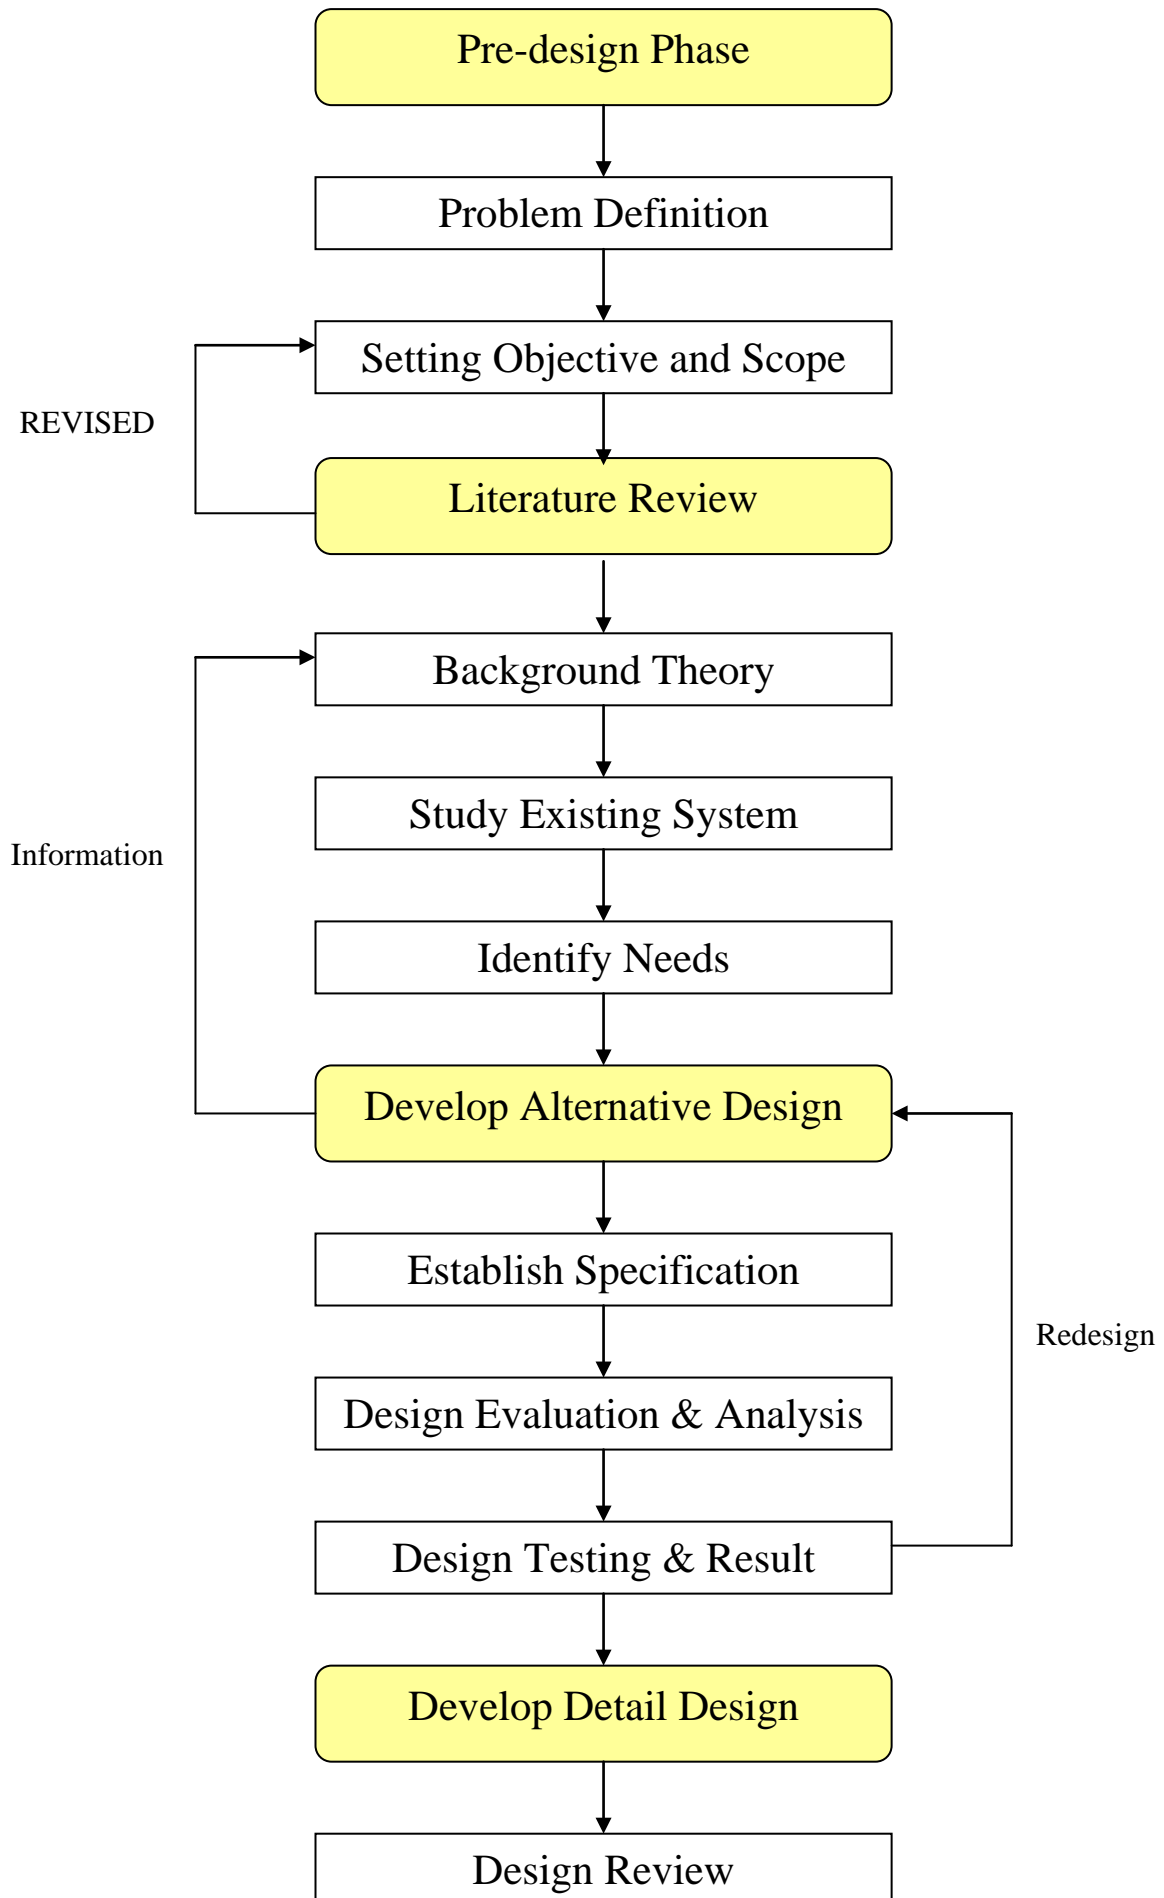 Pre-design Phase
Problem Definition
Setting Objective and Scope
REVISED
Literature Review
Background Theory
Study Existing System
Information
Identify Needs
Develop Alternative Design
Establish Specification
Redesign
Design Evaluation & Analysis
Design Testing & Result
Develop Detail Design
Design Review